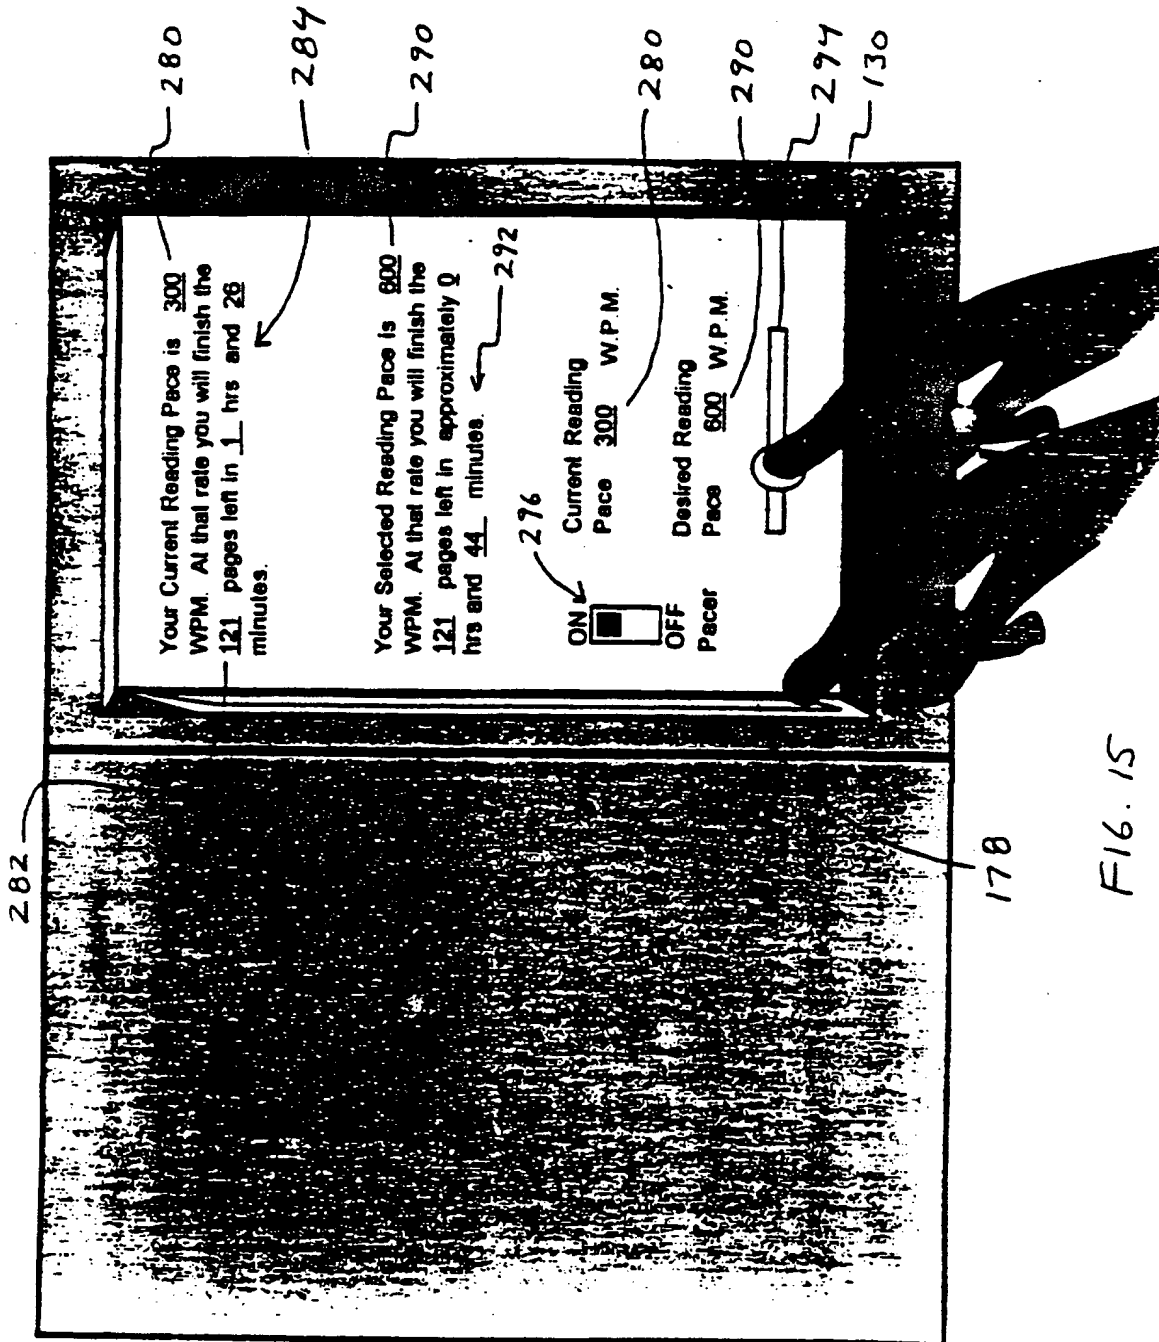 280
284
290
Your Current Reading Pace is 300
WPM. At that rate you will finish the
121 pages left in 1 hrs and 26
minutes.
Your Selected Reading Pace is 600
WPM. At that rate you will finish the
121 pages left in approximately 0
hrs and 44 minutes.
292
296
ON
OFF
Pacer
Current Reading
Pace 300 W.P.M.
Desired Reading
Pace 600 W.P.M.
280
290
294
130
282
178
FIG. 15